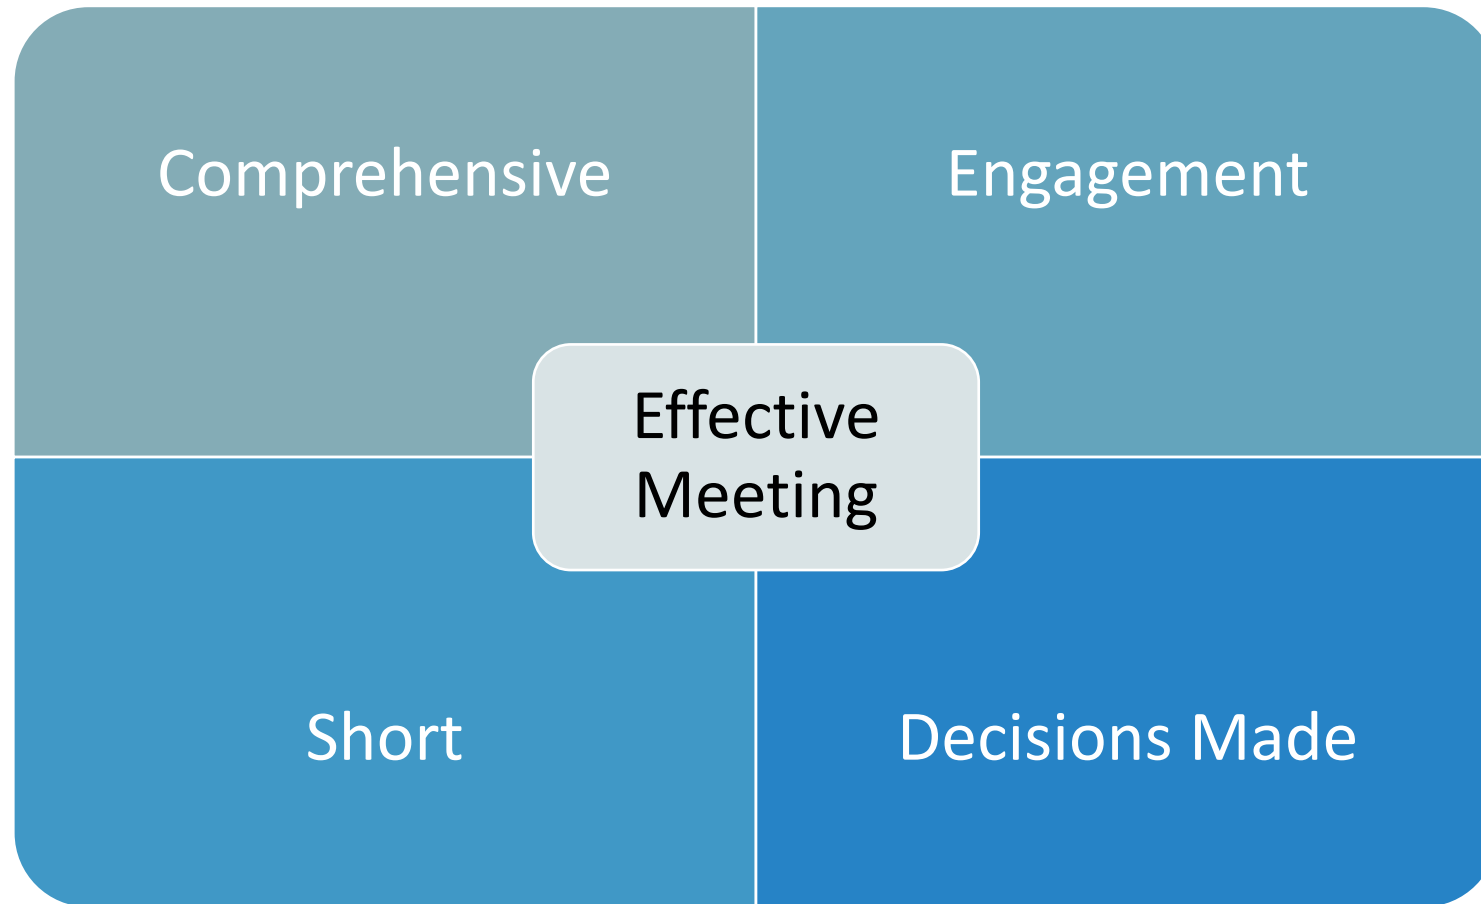 Comprehensive
Engagement
Effective
Meeting
Short
Decisions Made